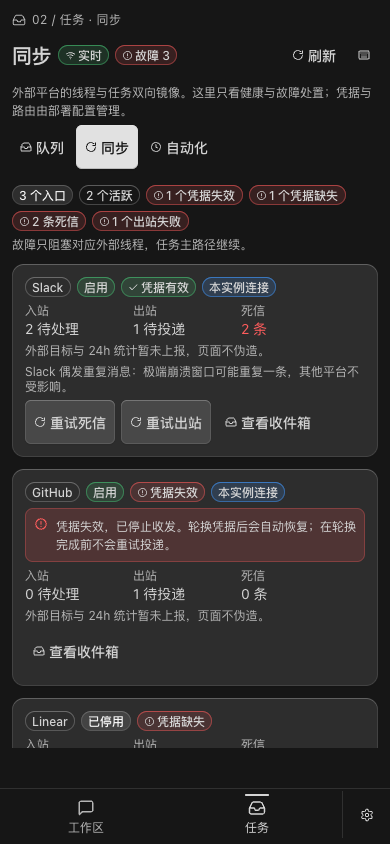 02 / 任务 · 同步
同步 实时 故障 3 刷新
外部平台的线程与任务双向镜像。这里只看健康与故障处置；凭据与
路由由部署配置管理。
队列 同步 自动化
3 个入口 2 个活跃 1 个凭据失效 1 个凭据缺失
2 条死信 1 个出站失败
故障只阻塞对应外部线程，任务主路径继续。
Slack 启用 凭据有效 本实例连接
入站 出站 死信
2 待处理 1 待投递 2 条
外部目标与 24h 统计暂未上报，页面不伪造。
Slack 偶发重复消息：极端崩溃窗口可能重复一条，其他平台不
受影响。
重试死信 重试出站 查看收件箱
GitHub 启用 凭据失效 本实例连接
凭据失效，已停止收发。轮换凭据后会自动恢复；在轮换
完成前不会重试投递。
入站 出站 死信
0 待处理 1 待投递 0 条
外部目标与 24h 统计暂未上报，页面不伪造。
查看收件箱
Linear 已停用 凭据缺失
入站 出站 死信
工作区 任务